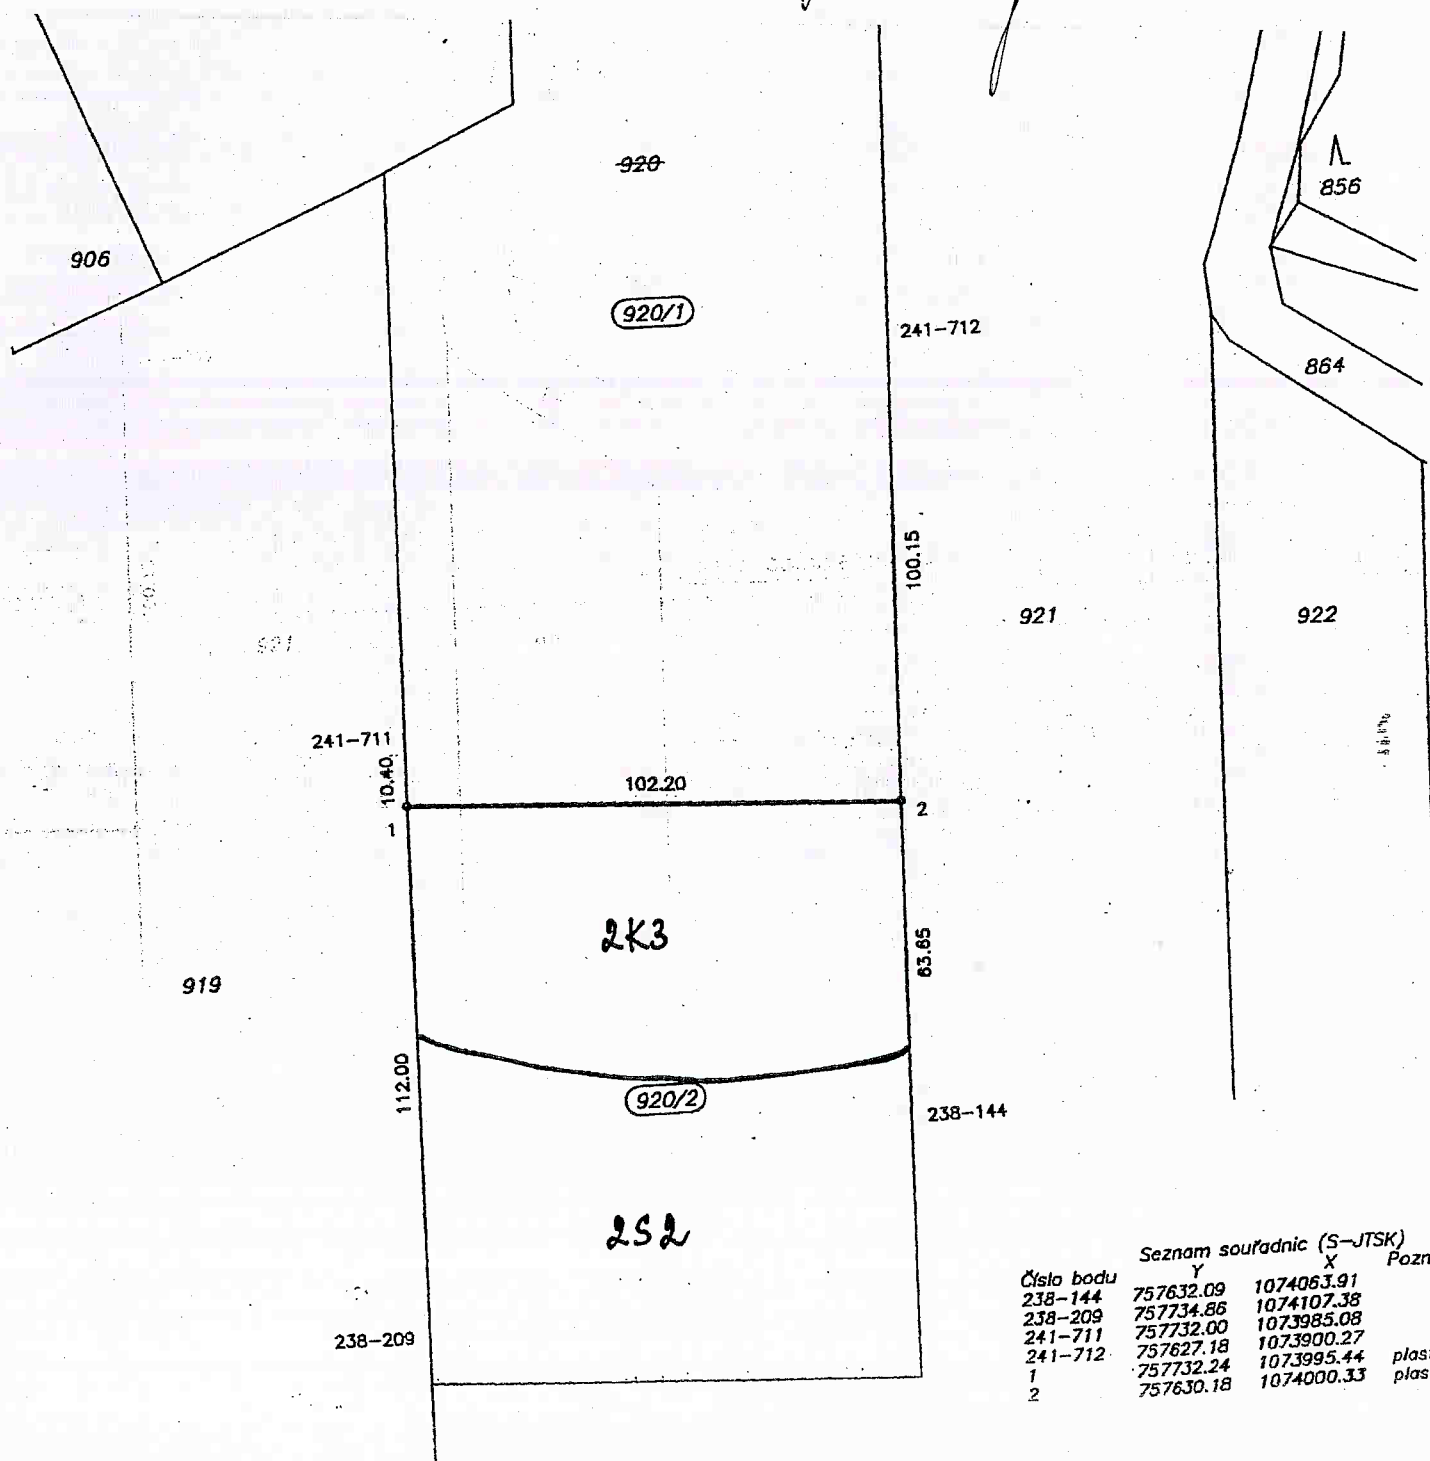 920
856
906
920/1
241-712
864
100.15
921
922
241-711
10.40
102.20
1
2
2K3
63.65
919
112.00
920/2
238-144
2S2
238-209
Seznam souřadnic (S-JTSK)
Číslo bodu Y X Pozn
238-144 757632.09 1074063.91
238-209 757734.86 1074107.38
241-711 757732.00 1073985.08
241-712 757627.18 1073900.27
1 757732.24 1073995.44 plas
2 757630.18 1074000.33 plas